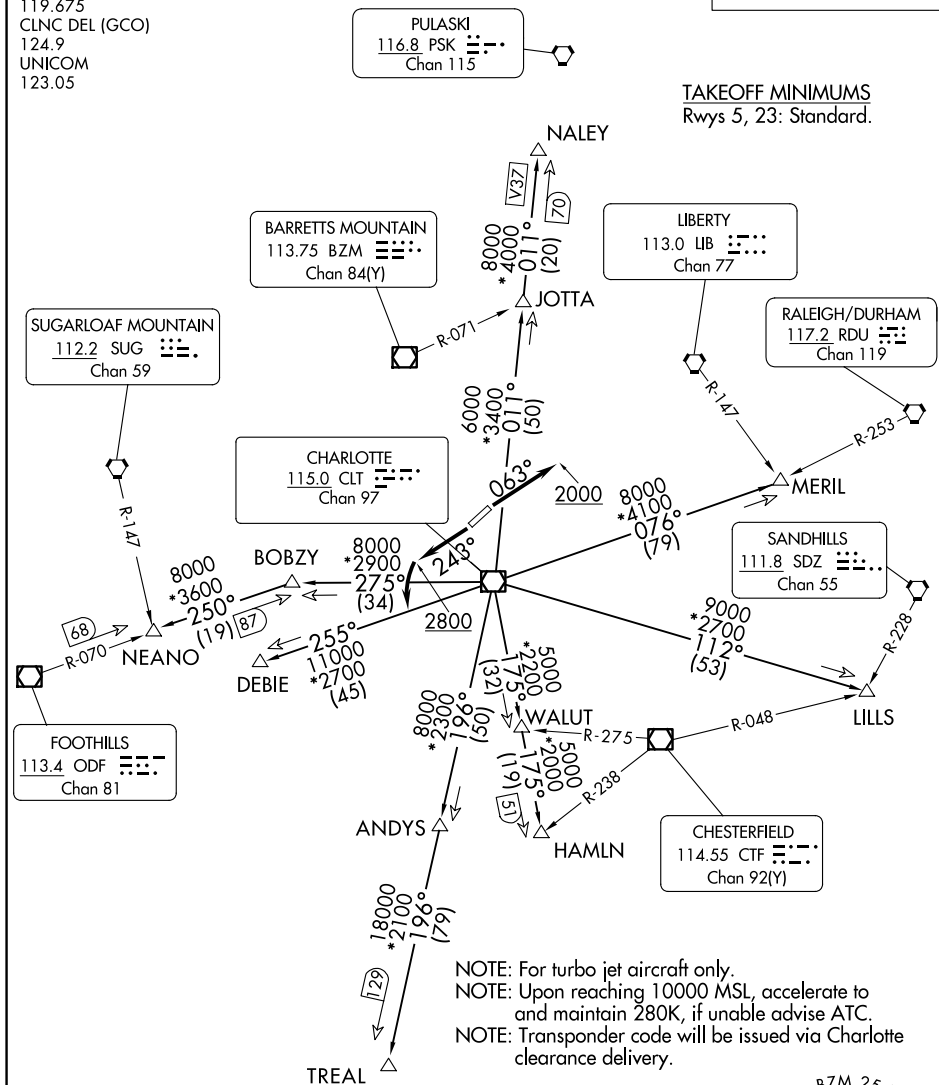 119.675
CLNC DEL (GCO)
124.9
UNICOM
123.05
PULASKI
116.8 PSK
Chan 115
TAKEOFF MINIMUMS
Rwys 5, 23: Standard.
NALEY
V37
70
8000
*4000
011°
(20)
BARRETTS MOUNTAIN
113.75 BZM
Chan 84(Y)
LIBERTY
113.0 LIB
Chan 77
JOTTA
R-071
SUGARLOAF MOUNTAIN
112.2 SUG
Chan 59
RALEIGH/DURHAM
117.2 RDU
Chan 119
R-147
R-253
6000
*3400
011°
(50)
CHARLOTTE
115.0 CLT
Chan 97
063°
2000
MERIL
8000
*4100
076°
(79)
R-147
243°
SANDHILLS
111.8 SDZ
Chan 55
BOBZY
8000
*2900
275°
(34)
8000
*3600
250°
(19)
87
2800
68
R-070
NEANO
255°
11000
*2700
(45)
DEBIE
9000
*2700
112°
(53)
R-228
LILLS
5000
*2200
175°
(32)
WALUT
R-275
R-048
8000
*2300
196°
(50)
FOOTHILLS
113.4 ODF
Chan 81
5000
*2000
175°
(19)
51
R-238
HAMLN
ANDYS
CHESTERFIELD
114.55 CTF
Chan 92(Y)
18000
*2100
196°
(79)
129
TREAL
NOTE: For turbo jet aircraft only.
NOTE: Upon reaching 10000 MSL, accelerate to
and maintain 280K, if unable advise ATC.
NOTE: Transponder code will be issued via Charlotte
clearance delivery.